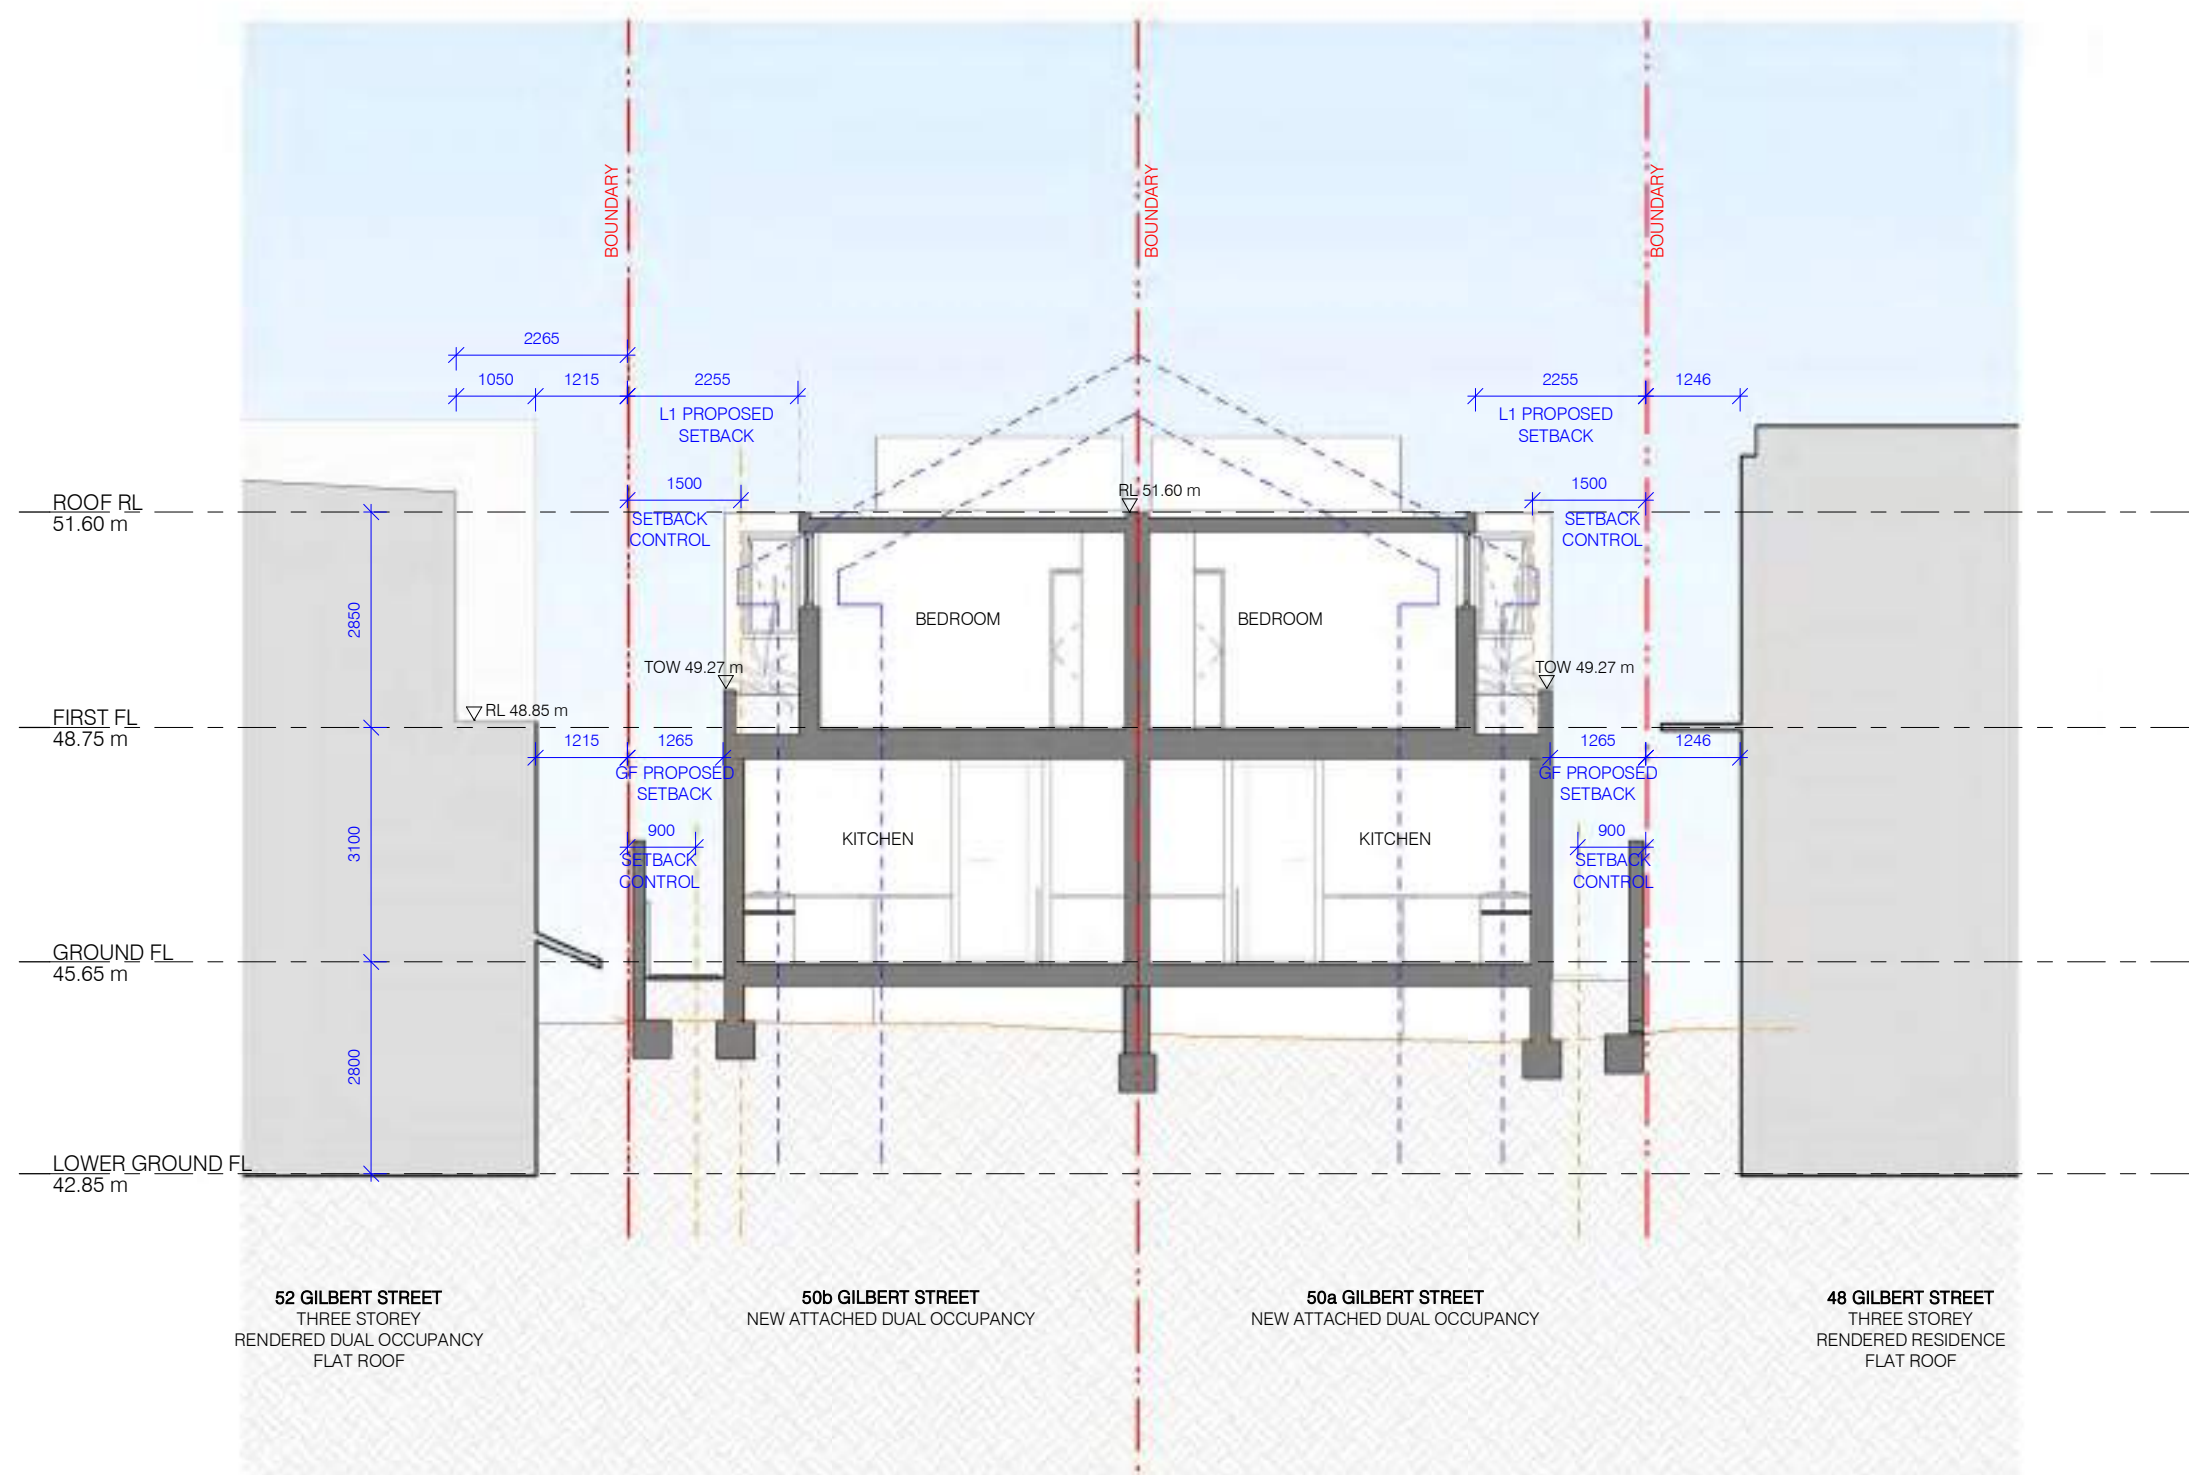 BOUNDARY
BOUNDARY
BOUNDARY
2265
1050
1215
2255
2255
1246
L1 PROPOSED
SETBACK
L1 PROPOSED
SETBACK
1500
1500
ROOF RL
51.60 m
RL 51.60 m
SETBACK
CONTROL
SETBACK
CONTROL
2850
BEDROOM
BEDROOM
TOW 49.27 m
TOW 49.27 m
FIRST FL
48.75 m
RL 48.85 m
1215
1265
1265
1246
GF PROPOSED
SETBACK
GF PROPOSED
SETBACK
3100
900
900
KITCHEN
KITCHEN
SETBACK
CONTROL
SETBACK
CONTROL
GROUND FL
45.65 m
2800
LOWER GROUND FL
42.85 m
52 GILBERT STREET
THREE STOREY
RENDERED DUAL OCCUPANCY
FLAT ROOF
50b GILBERT STREET
NEW ATTACHED DUAL OCCUPANCY
50a GILBERT STREET
NEW ATTACHED DUAL OCCUPANCY
48 GILBERT STREET
THREE STOREY
RENDERED RESIDENCE
FLAT ROOF